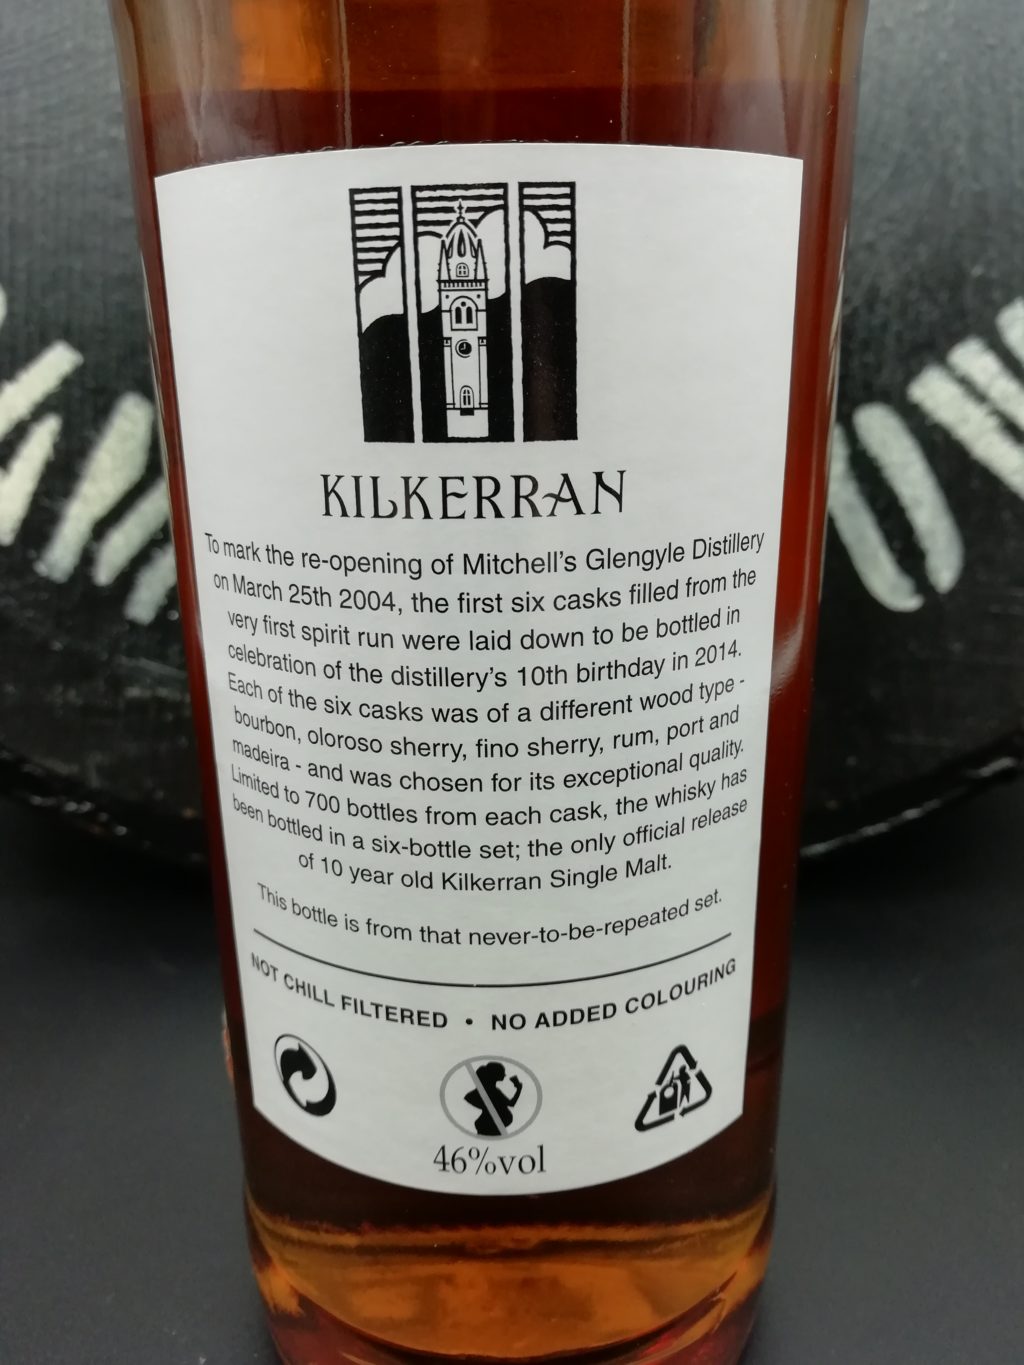 KILKERRAN
To mark the re-opening of Mitchell's Glengyle Distillery
on March 25th 2004, the first six casks filled from the
very first spirit run were laid down to be bottled in
celebration of the distillery's 10th birthday in 2014.
Each of the six casks was of a different wood type -
bourbon, oloroso sherry, fino sherry, rum, port and
madeira - and was chosen for its exceptional quality.
Limited to 700 bottles from each cask, the whisky has
been bottled in a six-bottle set; the only official release
of 10 year old Kilkerran Single Malt.
This bottle is from that never-to-be-repeated set.
NOT CHILL FILTERED • NO ADDED COLOURING
46%vol